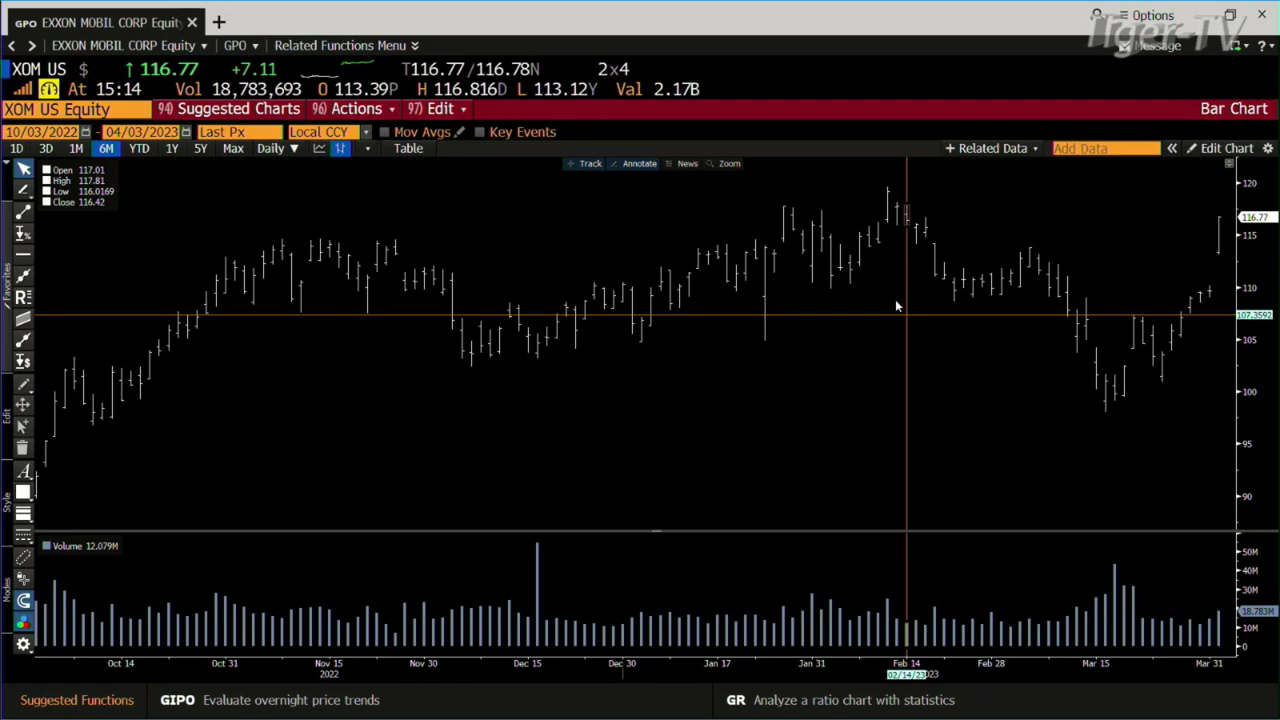 GPO EXXON MOBIL CORP Equity
Options
Tiger-TV
EXXON MOBIL CORP Equity GPO Related Functions Menu Message ?
XOM US $ ↑116.77 +7.11 T116.77/116.78N 2x4
At 15:14 Vol 18,783,693 O 113.39P H 116.816D L 113.12Y Val 2.17B
XOM US Equity 94) Suggested Charts 96) Actions 97) Edit Bar Chart
10/03/2022 - 04/03/2023 Last Px Local CCY Mov Avgs Key Events
1D 3D 1M 6M YTD 1Y 5Y Max Daily ▼ Table + Related Data Add Data « Edit Chart
Track Annotate News Zoom
Open 117.01
High 117.81
Low 116.0169
Close 116.42
120
116.77
115
110
107.3592
105
100
95
90
Favorites
Edit
Style
Modes
Volume 12.079M
50M
40M
30M
18.783M
10M
0
Oct 14 Oct 31 Nov 15 Nov 30 Dec 15 Dec 30 Jan 17 Jan 31 Feb 14 Feb 28 Mar 15 Mar 31
2022 02/14/23 023
Suggested Functions GIPO Evaluate overnight price trends GR Analyze a ratio chart with statistics